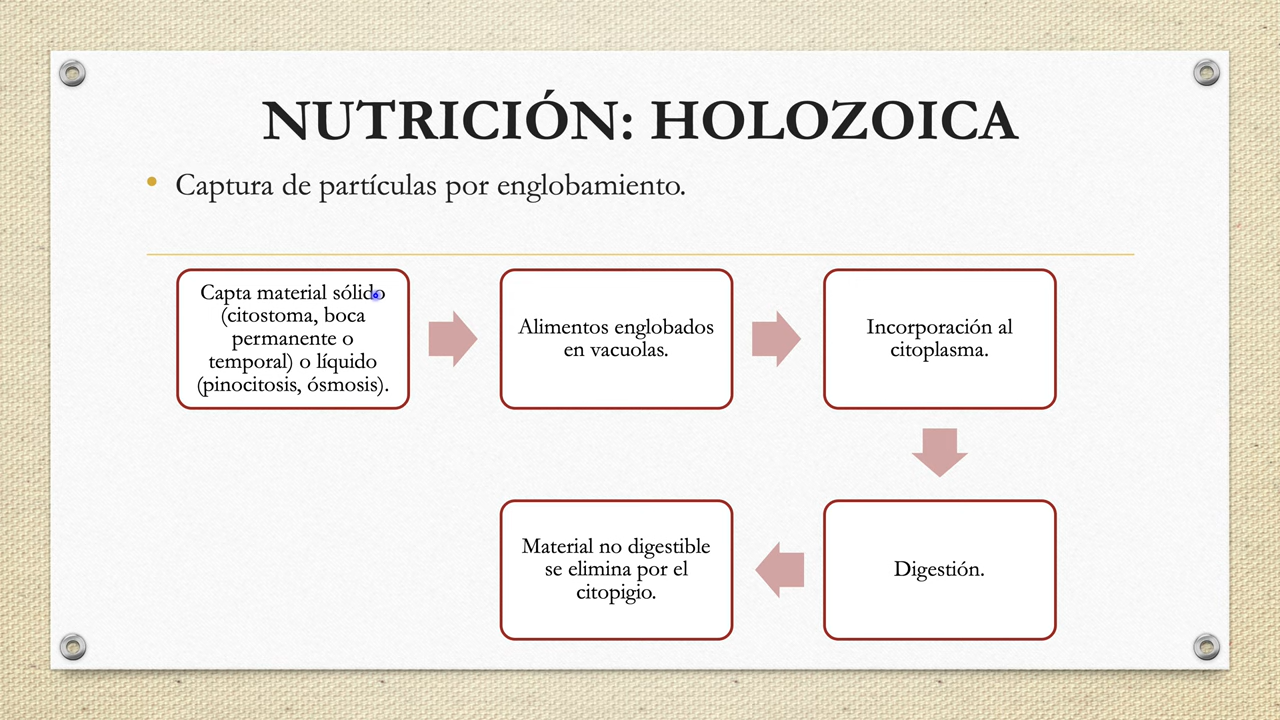 NUTRICIÓN: HOLOZOICA
• Captura de partículas por englobamiento.
Capta material sólido
(citostoma, boca
permanente o
temporal) o líquido
(pinocitosis, ósmosis).
Alimentos englobados
en vacuolas.
Incorporación al
citoplasma.
Digestión.
Material no digestible
se elimina por el
citopigio.